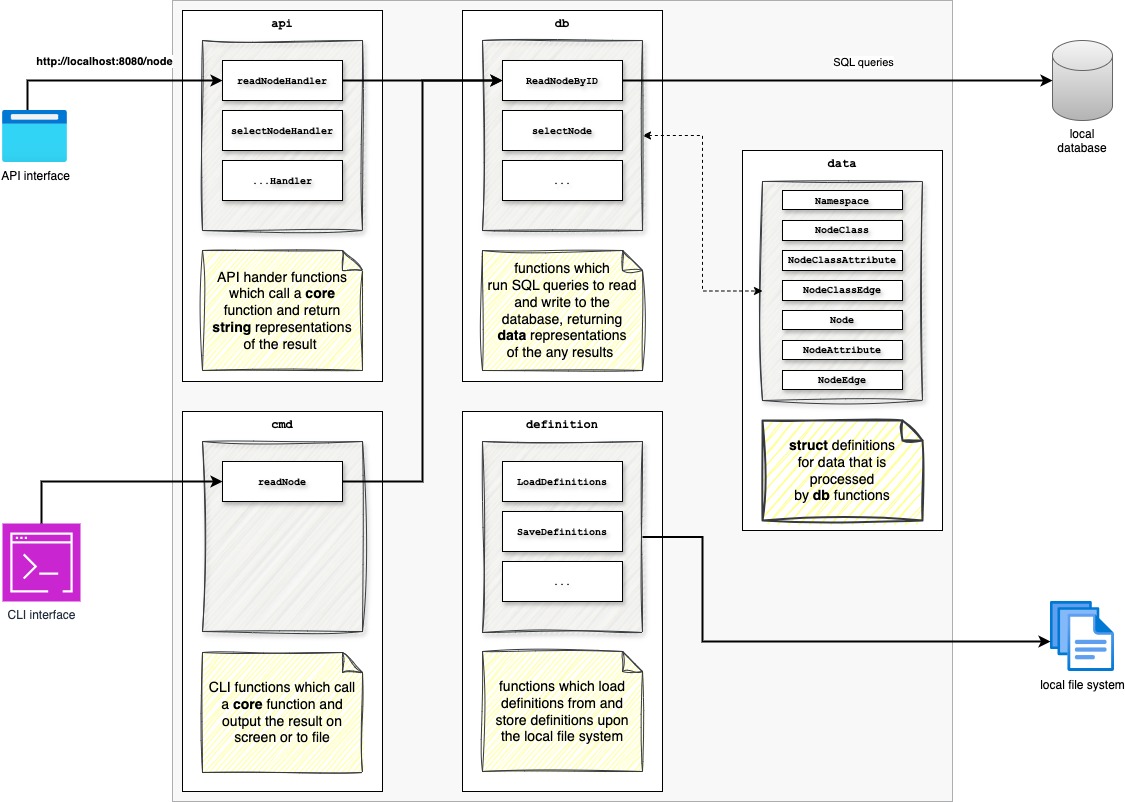 api
http://localhost:8080/node
readNodeHandler
selectNodeHandler
...Handler
API interface
API hander functions
which call a core
function and return
string representations
of the result
db
ReadNodeByID
selectNode
...
functions which
run SQL queries to read
and write to the
database, returning
data representations
of the any results
SQL queries
local
database
data
Namespace
NodeClass
NodeClassAttribute
NodeClassEdge
Node
NodeAttribute
NodeEdge
struct definitions
for data that is
processed
by db functions
cmd
readNode
CLI interface
CLI functions which call
a core function and
output the result on
screen or to file
definition
LoadDefinitions
SaveDefinitions
...
functions which load
definitions from and
store definitions upon
the local file system
local file system